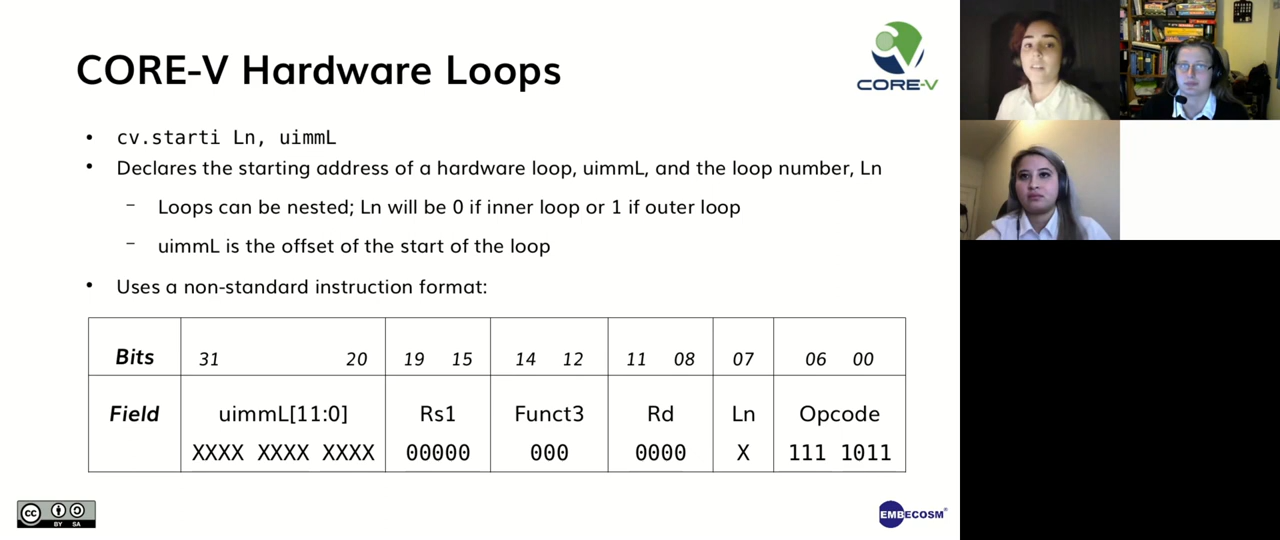 CORE-V Hardware Loops
CORE-V
• cv.starti Ln, uimmL
• Declares the starting address of a hardware loop, uimmL, and the loop number, Ln
– Loops can be nested; Ln will be 0 if inner loop or 1 if outer loop
– uimmL is the offset of the start of the loop
• Uses a non-standard instruction format:
Bits 31 20 19 15 14 12 11 08 07 06 00
Field uimmL[11:0] Rs1 Funct3 Rd Ln Opcode
XXXX XXXX XXXX 00000 000 0000 X 111 1011
cc BY SA
EMBECOSM®